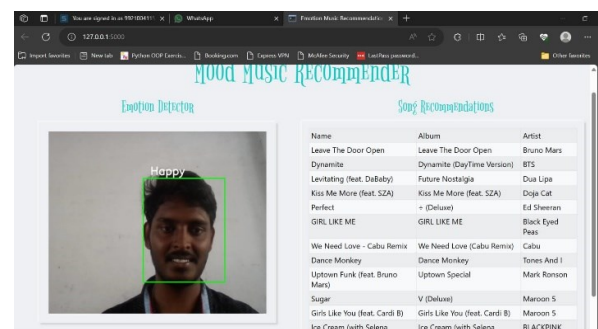 You are signed in as 9921004111
WhatsApp
Emotion Music Recommendation
127.0.0.1:5000
Import favorites New tab Python OOP Exercis... Booking.com Express VPN McAfee Security LastPass password... Other favorites
Mood Music Recommender
Emotion Detector
Song Recommendations
Happy
Name Album Artist
Leave The Door Open Leave The Door Open Bruno Mars
Dynamite Dynamite (DayTime Version) BTS
Levitating (feat. DaBaby) Future Nostalgia Dua Lipa
Kiss Me More (feat. SZA) Kiss Me More (feat. SZA) Doja Cat
Perfect ÷ (Deluxe) Ed Sheeran
GIRL LIKE ME GIRL LIKE ME Black Eyed
Peas
We Need Love - Cabu Remix We Need Love (Cabu Remix) Cabu
Dance Monkey Dance Monkey Tones And I
Uptown Funk (feat. Bruno Uptown Special Mark Ronson
Mars)
Sugar V (Deluxe) Maroon 5
Girls Like You (feat. Cardi B) Girls Like You (feat. Cardi B) Maroon 5
Ice Cream (with Selena Ice Cream (with Selena BLACKPINK